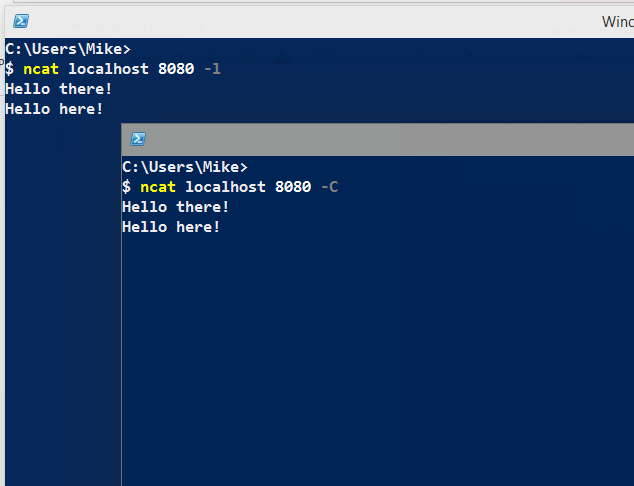 Wind
C:\Users\Mike>
$ ncat localhost 8080 -l
Hello there!
Hello here!
C:\Users\Mike>
$ ncat localhost 8080 -C
Hello there!
Hello here!